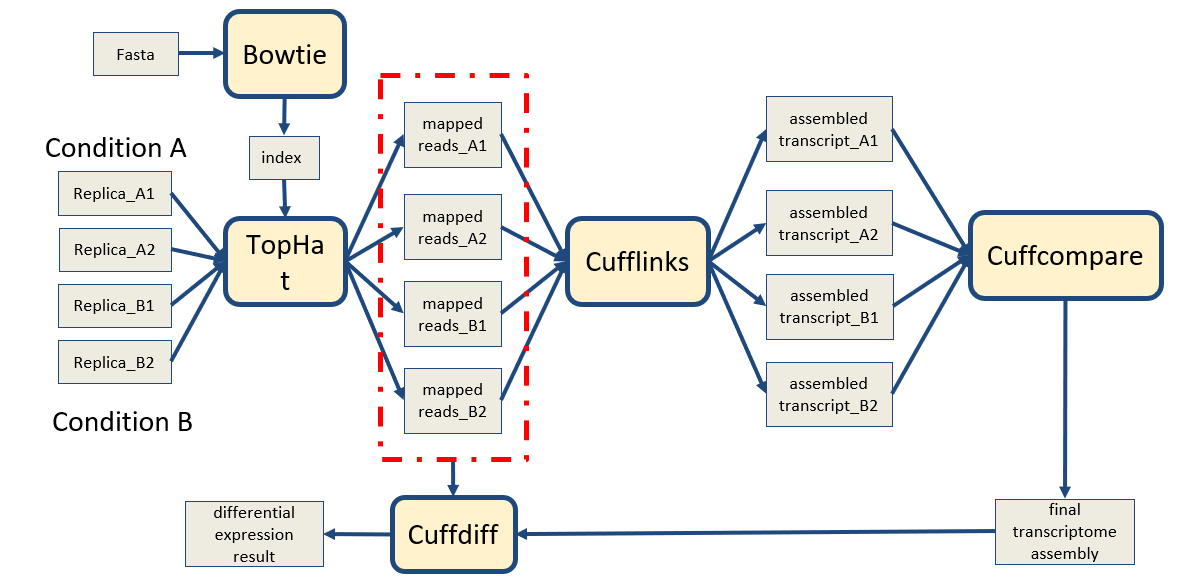 Fasta
Bowtie
index
Condition A
Replica_A1
Replica_A2
Replica_B1
Replica_B2
Condition B
TopHa
t
mapped
reads_A1
mapped
reads_A2
mapped
reads_B1
mapped
reads_B2
Cufflinks
assembled
transcript_A1
assembled
transcript_A2
assembled
transcript_B1
assembled
transcript_B2
Cuffcompare
final
transcriptome
assembly
Cuffdiff
differential
expression
result